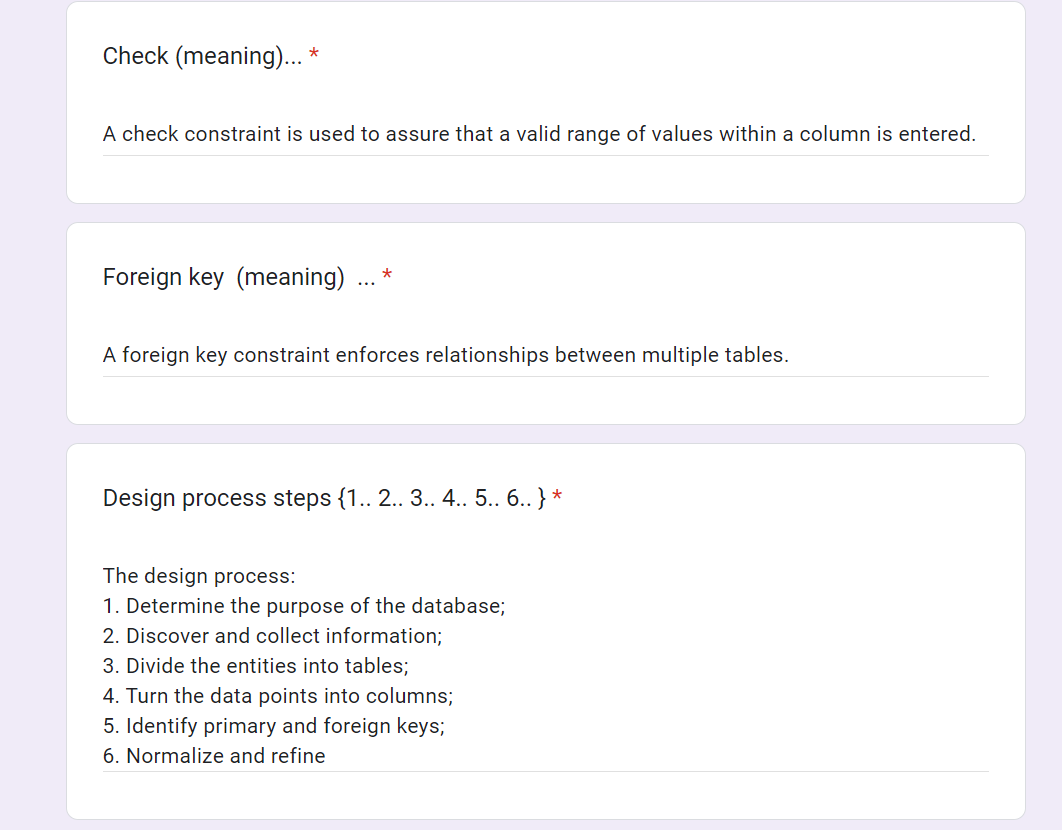 Check (meaning)... *
A check constraint is used to assure that a valid range of values within a column is entered.
Foreign key  (meaning)  ... *
A foreign key constraint enforces relationships between multiple tables.
Design process steps {1.. 2.. 3.. 4.. 5.. 6.. } *
The design process:
1. Determine the purpose of the database;
2. Discover and collect information;
3. Divide the entities into tables;
4. Turn the data points into columns;
5. Identify primary and foreign keys;
6. Normalize and refine